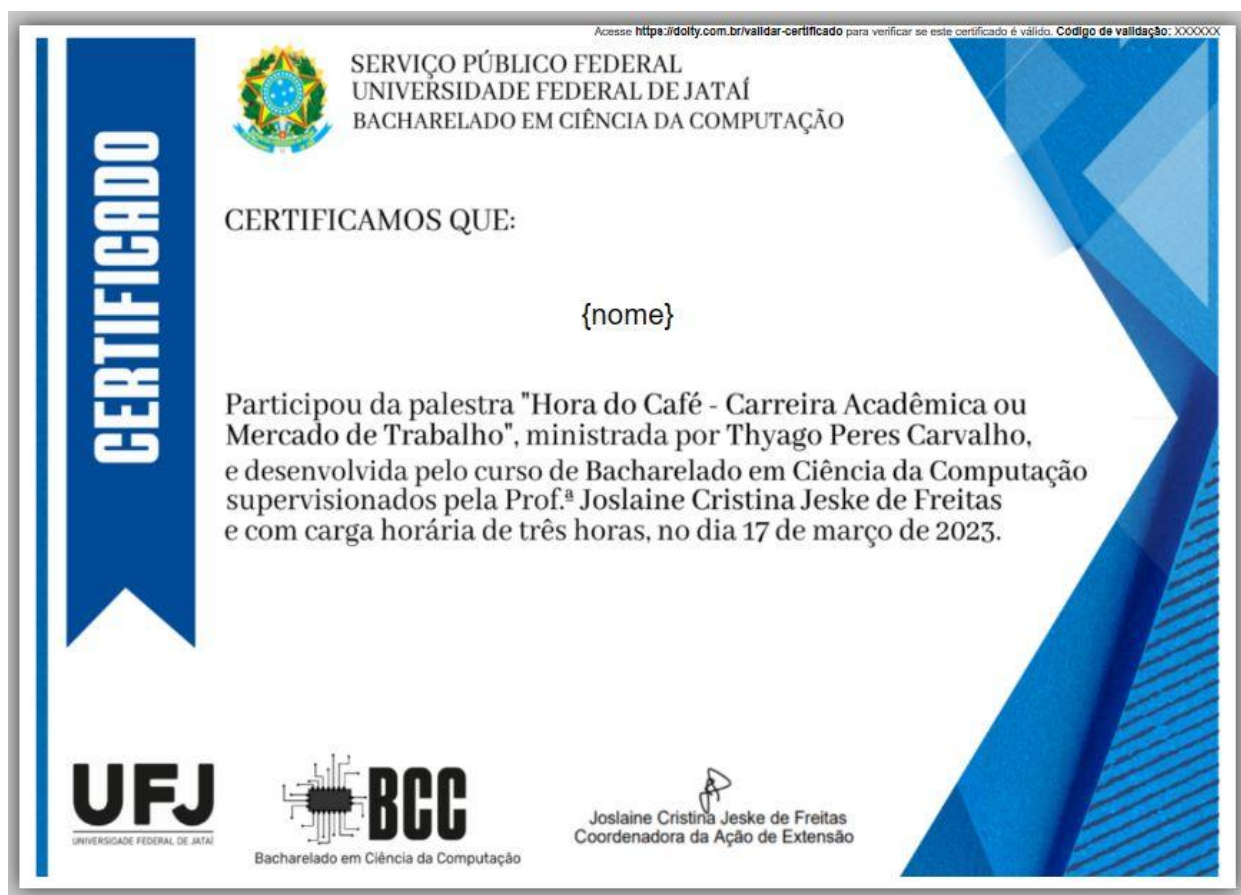 Acesse https://doity.com.br/validar-certificado para verificar se este certificado é válido. Código de validação: XXXXXX
SERVIÇO PÚBLICO FEDERAL
UNIVERSIDADE FEDERAL DE JATAÍ
BACHARELADO EM CIÊNCIA DA COMPUTAÇÃO
CERTIFICADO
CERTIFICAMOS QUE:
{nome}
Participou da palestra "Hora do Café - Carreira Acadêmica ou
Mercado de Trabalho", ministrada por Thyago Peres Carvalho,
e desenvolvida pelo curso de Bacharelado em Ciência da Computação
supervisionados pela Prof.ª Joslaine Cristina Jeske de Freitas
e com carga horária de três horas, no dia 17 de março de 2023.
UFJ
UNIVERSIDADE FEDERAL DE JATAÍ
BCC
Bacharelado em Ciência da Computação
Joslaine Cristina Jeske de Freitas
Coordenadora da Ação de Extensão